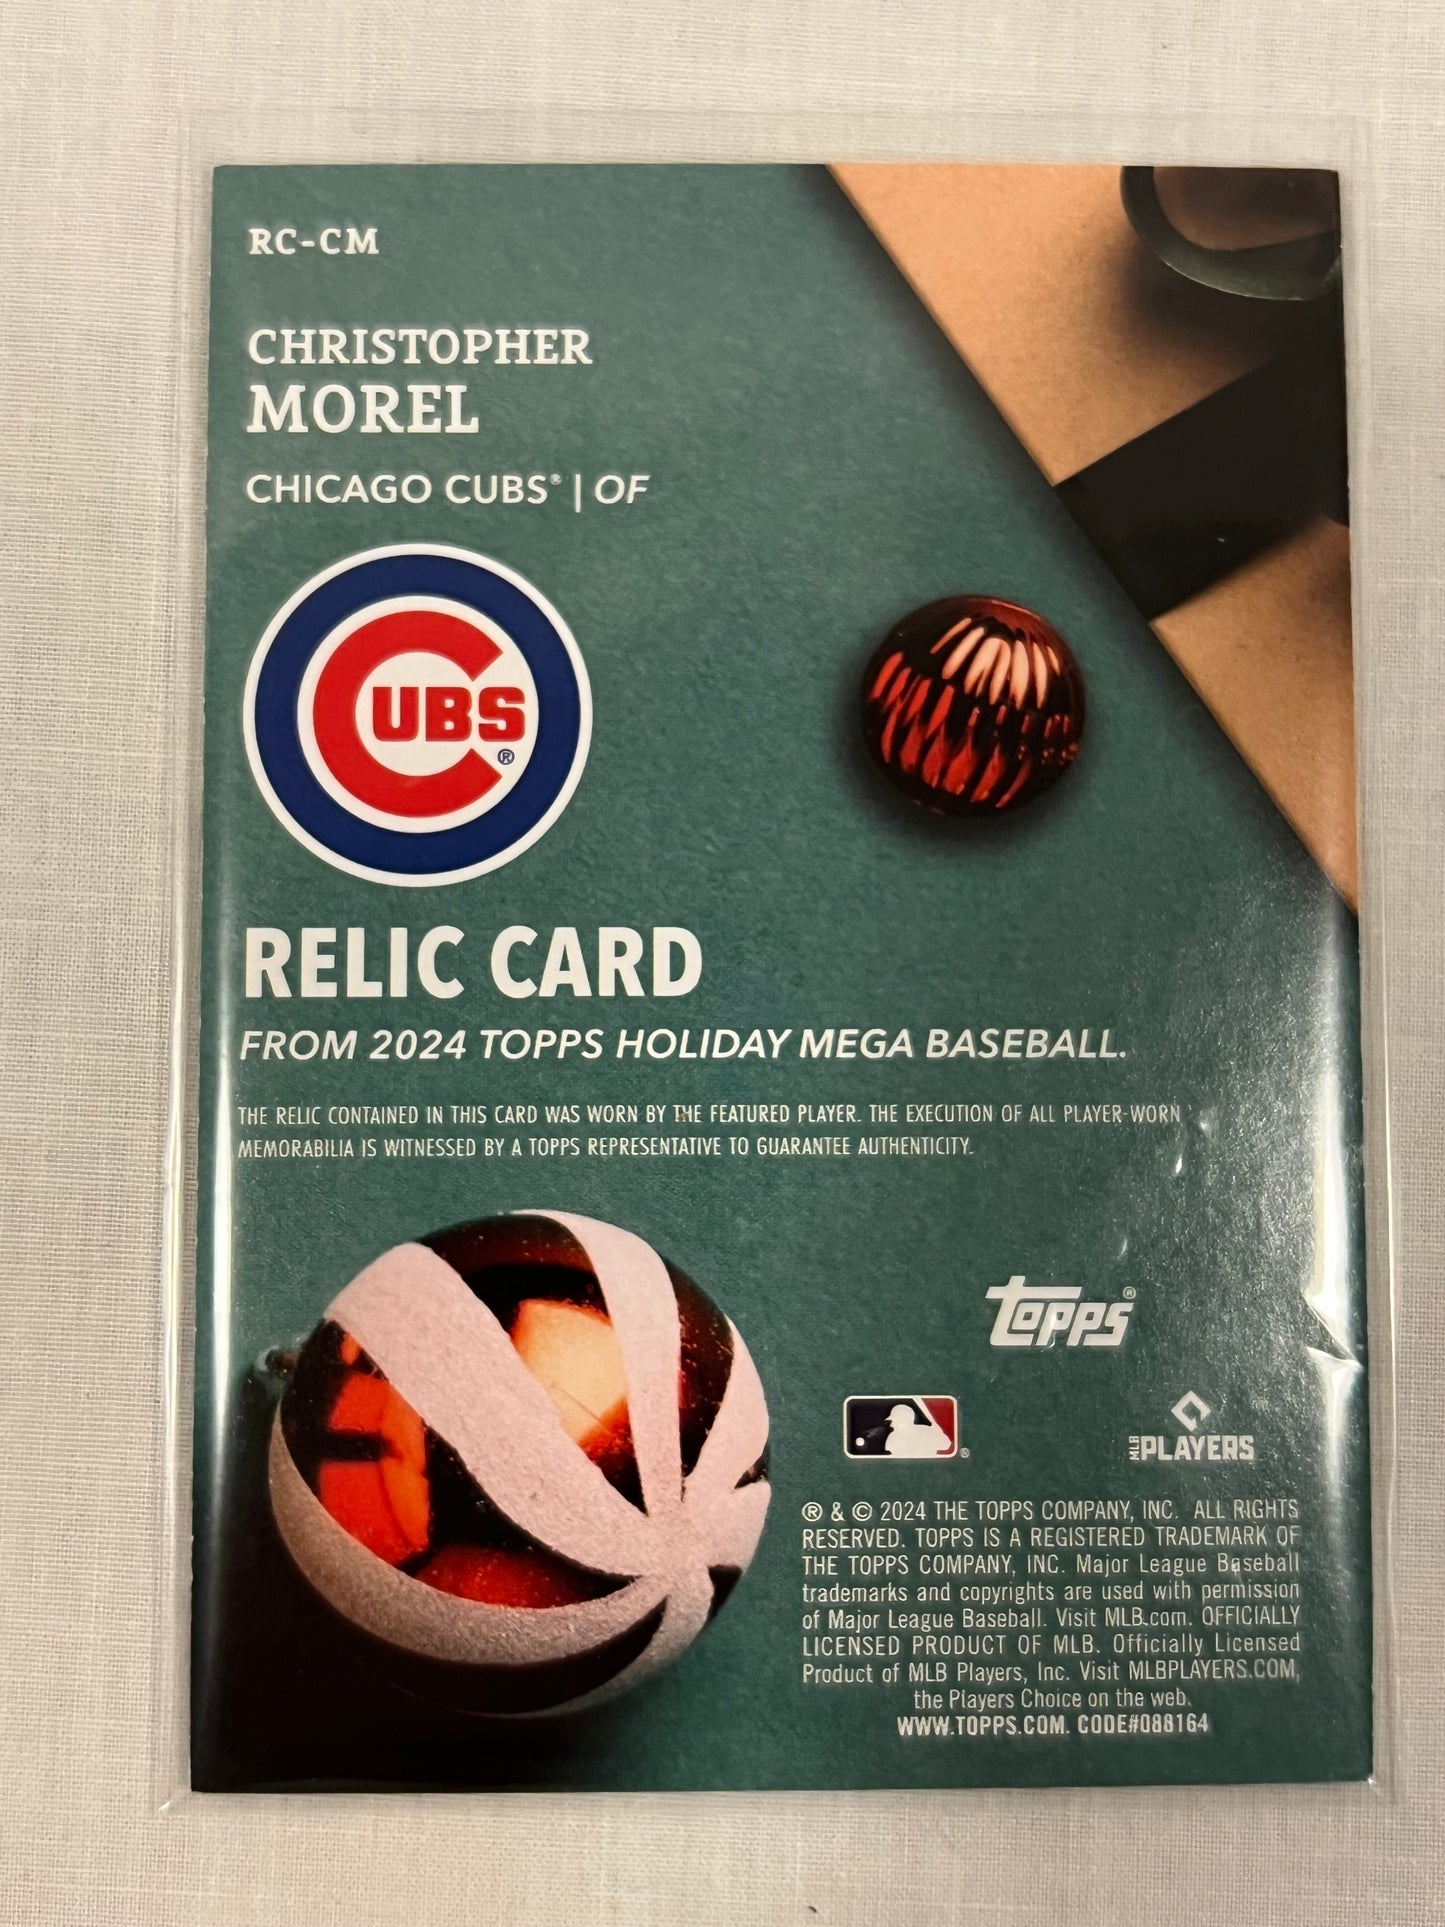 RC-CM
CHRISTOPHER
MOREL
CHICAGO CUBS® | OF
CUBS®
RELIC CARD
FROM 2024 TOPPS HOLIDAY MEGA BASEBALL.
THE RELIC CONTAINED IN THIS CARD WAS WORN BY THE FEATURED PLAYER. THE EXECUTION OF ALL PLAYER-WORN
MEMORABILIA IS WITNESSED BY A TOPPS REPRESENTATIVE TO GUARANTEE AUTHENTICITY.
topps®
®
MLB PLAYERS
® & © 2024 THE TOPPS COMPANY, INC. ALL RIGHTS
RESERVED. TOPPS IS A REGISTERED TRADEMARK OF
THE TOPPS COMPANY, INC. Major League Baseball
trademarks and copyrights are used with permission
of Major League Baseball. Visit MLB.com. OFFICIALLY
LICENSED PRODUCT OF MLB. Officially Licensed
Product of MLB Players, Inc. Visit MLBPLAYERS.COM,
the Players Choice on the web.
WWW.TOPPS.COM. CODE#088164